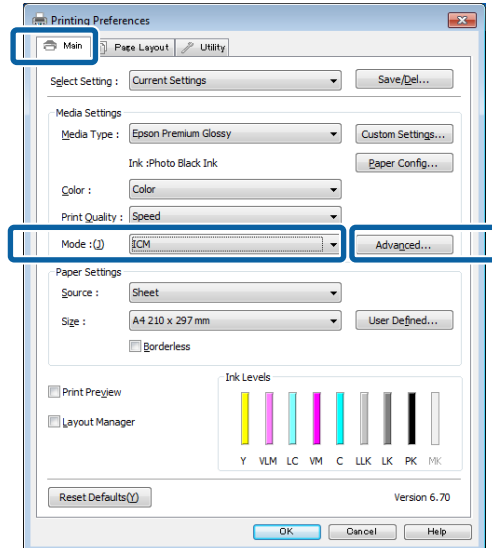 Printing Preferences
Main Page Layout Utility
Select Setting : Current Settings Save/Del...
Media Settings
Media Type : Epson Premium Glossy Custom Settings...
Ink :Photo Black Ink Paper Config...
Color : Color
Print Quality : Speed
Mode :(J) ICM Advanced...
Paper Settings
Source : Sheet
Size : A4 210 x 297 mm User Defined...
Borderless
Print Preview
Layout Manager
Ink Levels
Y VLM LC VM C LLK LK PK MK
Reset Defaults(Y) Version 6.70
OK Cancel Help